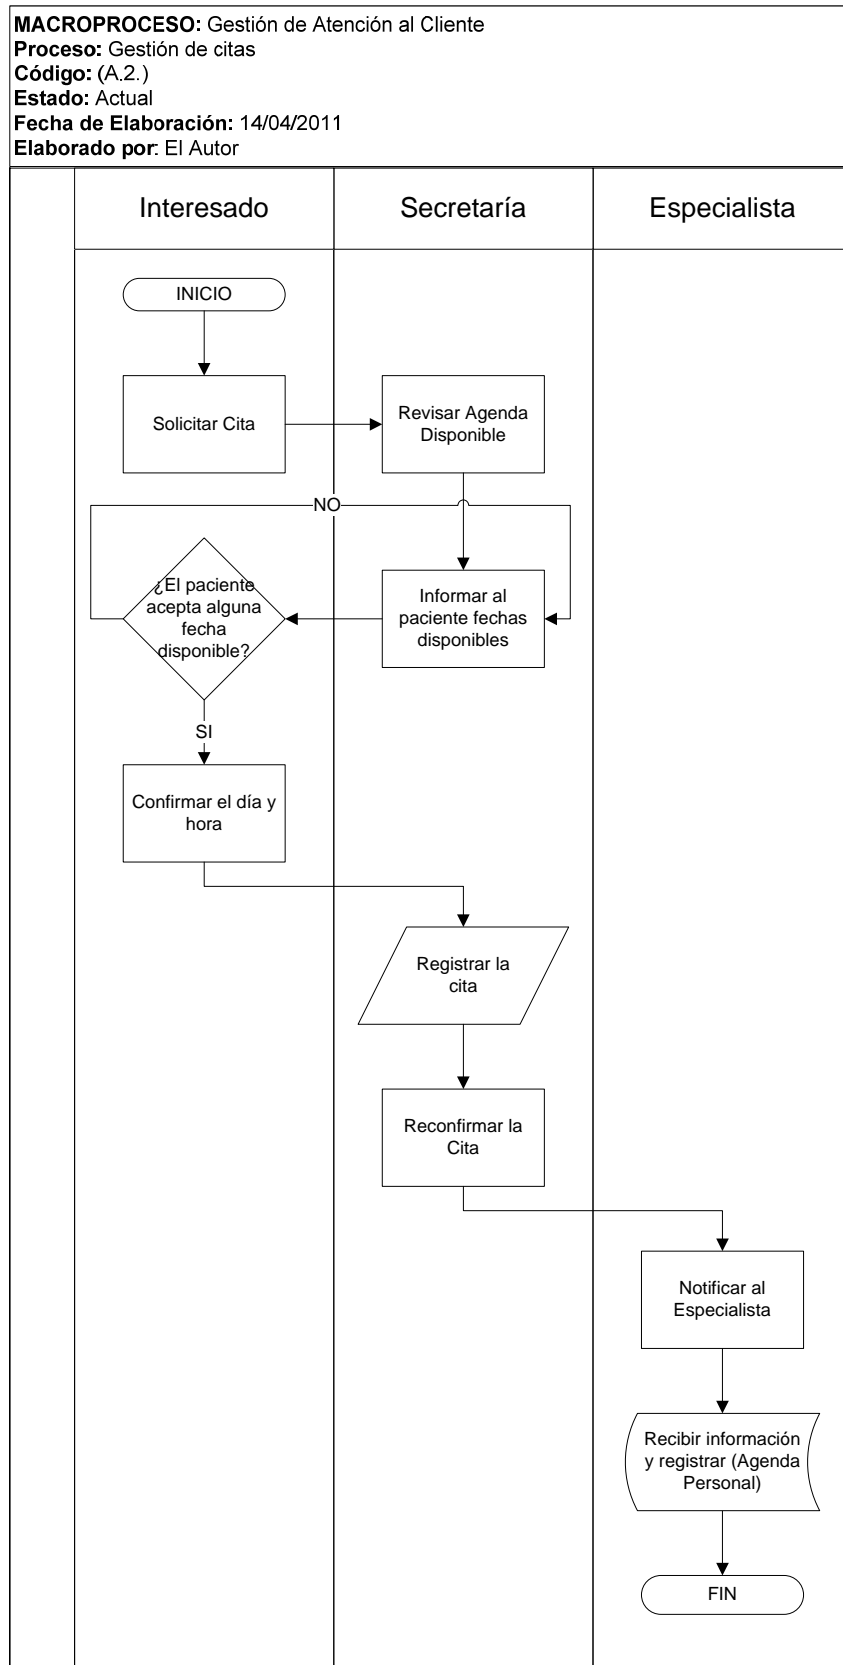 MACROPROCESO: Gestión de Atención al Cliente
Proceso: Gestión de citas
Código: (A.2.)
Estado: Actual
Fecha de Elaboración: 14/04/2011
Elaborado por: El Autor
Interesado
Secretaría
Especialista
INICIO
Solicitar Cita
Revisar Agenda
Disponible
NO
¿El paciente
acepta alguna
fecha
disponible?
Informar al
paciente fechas
disponibles
SI
Confirmar el día y
hora
Registrar la
cita
Reconfirmar la
Cita
Notificar al
Especialista
Recibir información
y registrar (Agenda
Personal)
FIN